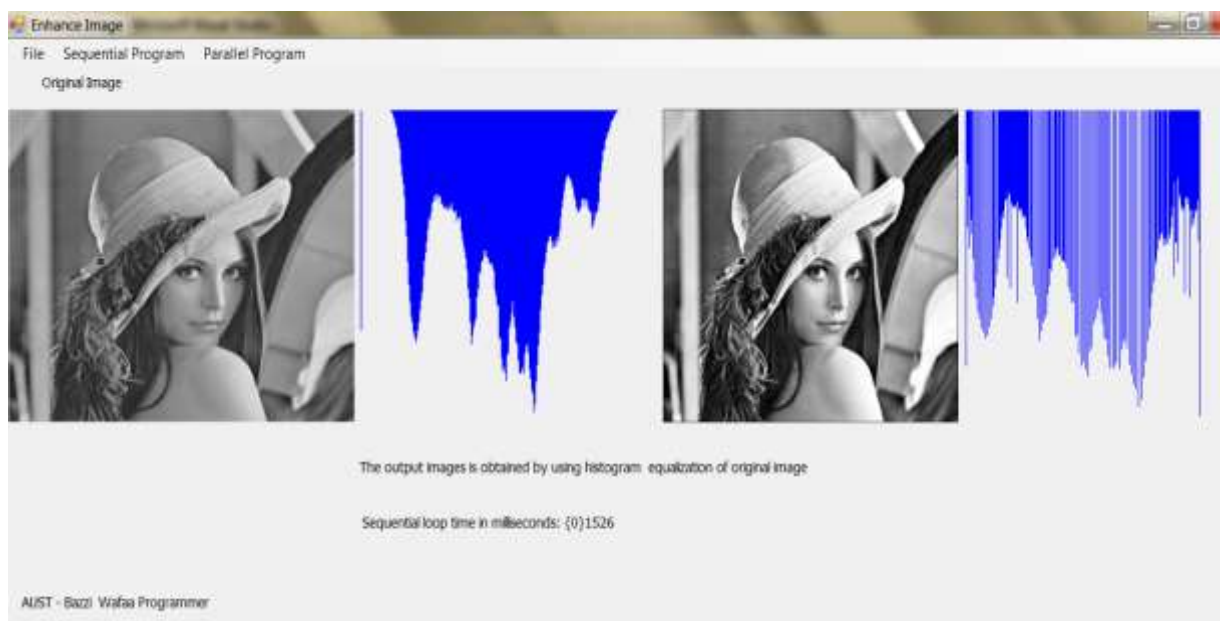 Enhance Image
File Sequential Program Parallel Program
Original Image
The output images is obtained by using histogram equalization of original image
Sequential loop time in milliseconds: {0}1526
AUST - Bazzi Wafaa Programmer